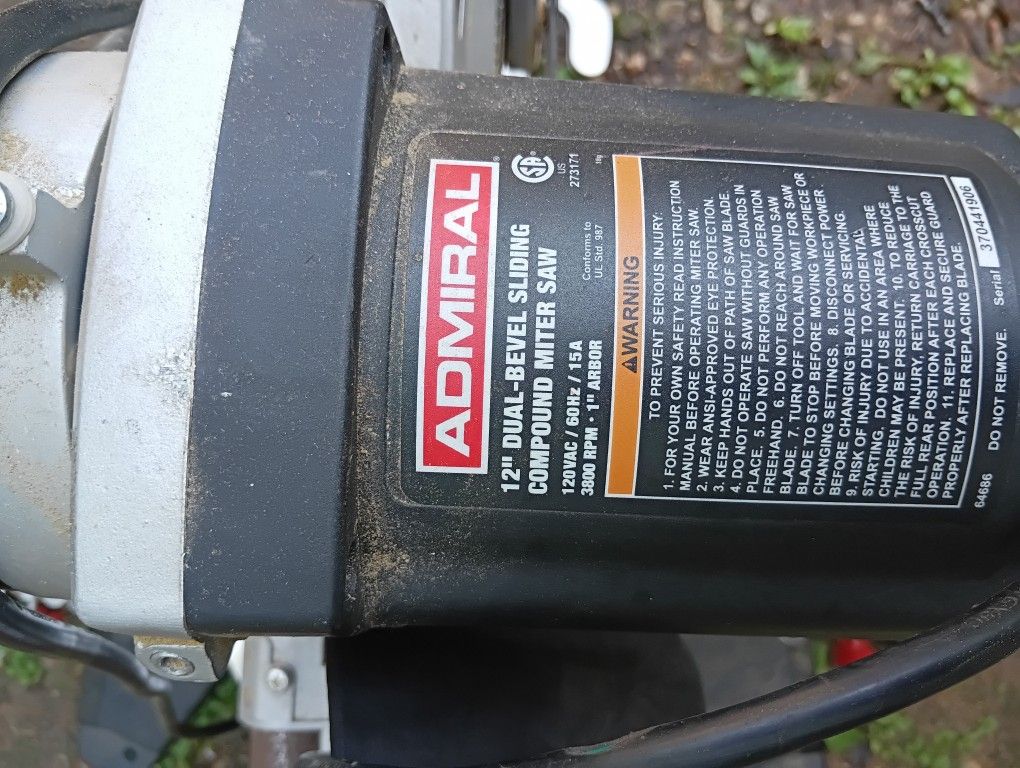 ADMIRAL®
12" DUAL-BEVEL SLIDING
COMPOUND MITER SAW
120VAC / 60Hz / 15A
3800 RPM · 1" ARBOR
SA
US
273171
Conforms to
UL Std. 987
18g
⚠WARNING
TO PREVENT SERIOUS INJURY:
1. FOR YOUR OWN SAFETY READ INSTRUCTION
MANUAL BEFORE OPERATING MITER SAW.
2. WEAR ANSI-APPROVED EYE PROTECTION.
3. KEEP HANDS OUT OF PATH OF SAW BLADE.
4. DO NOT OPERATE SAW WITHOUT GUARDS IN
PLACE. 5. DO NOT PERFORM ANY OPERATION
FREEHAND. 6. DO NOT REACH AROUND SAW
BLADE. 7. TURN OFF TOOL AND WAIT FOR SAW
BLADE TO STOP BEFORE MOVING WORKPIECE OR
CHANGING SETTINGS. 8. DISCONNECT POWER
BEFORE CHANGING BLADE OR SERVICING.
9. RISK OF INJURY DUE TO ACCIDENTAL
STARTING. DO NOT USE IN AN AREA WHERE
CHILDREN MAY BE PRESENT. 10. TO REDUCE
THE RISK OF INJURY, RETURN CARRIAGE TO THE
FULL REAR POSITION AFTER EACH CROSSCUT
OPERATION. 11. REPLACE AND SECURE GUARD
PROPERLY AFTER REPLACING BLADE.
64686 DO NOT REMOVE. Serial 370441906